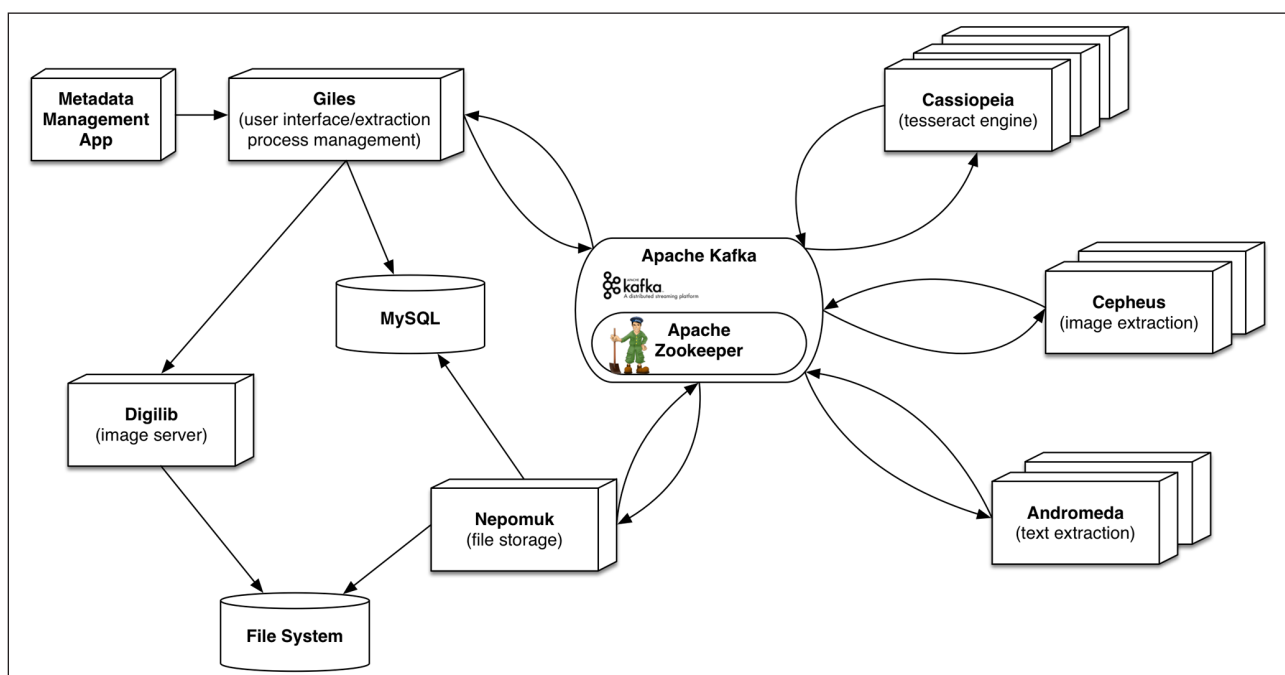 Metadata
Management
App
Giles
(user interface/extraction
process management)
Cassiopeia
(tesseract engine)
Apache Kafka
kafka
A distributed streaming platform
Apache
Zookeeper
Cepheus
(image extraction)
MySQL
Digilib
(image server)
Nepomuk
(file storage)
Andromeda
(text extraction)
File System